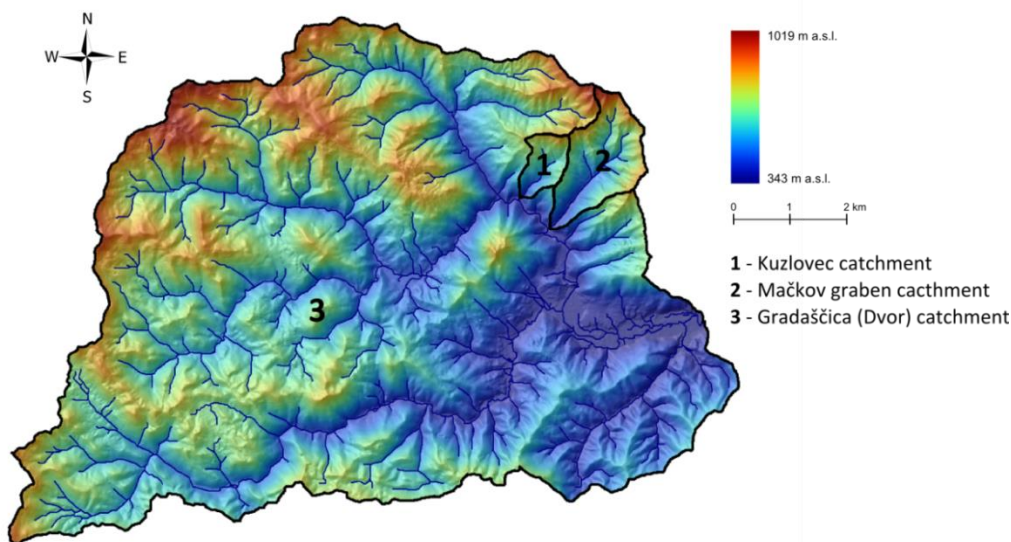 N
W E
S
1019 m a.s.l.
343 m a.s.l.
0 1 2 km
1 - Kuzlovec catchment
2 - Mačkov graben cacthment
3 - Gradaščica (Dvor) catchment
1
2
3